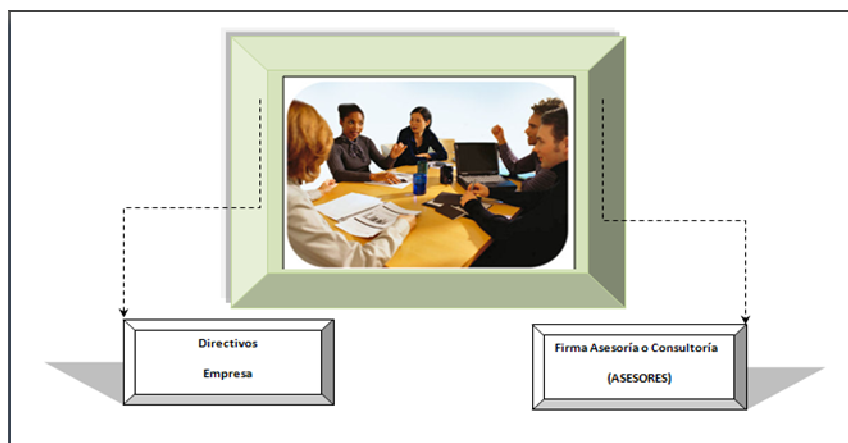 Directivos
Empresa
Firma Asesoría o Consultoría
(ASESORES)